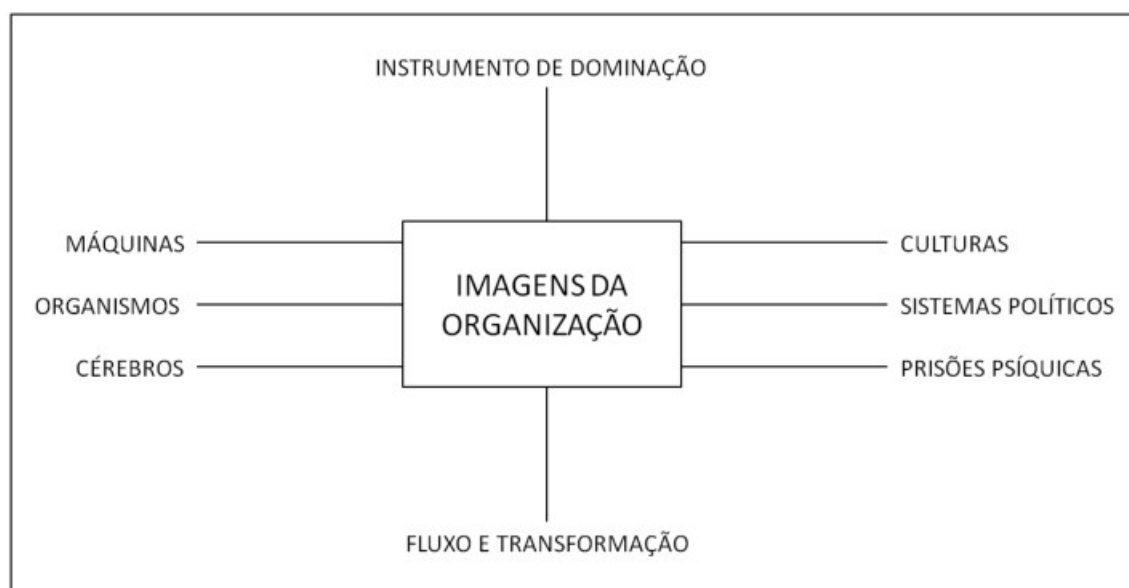 INSTRUMENTO DE DOMINAÇÃO
MÁQUINAS
ORGANISMOS
CÉREBROS
IMAGENS DA
ORGANIZAÇÃO
CULTURAS
SISTEMAS POLÍTICOS
PRISÕES PSÍQUICAS
FLUXO E TRANSFORMAÇÃO